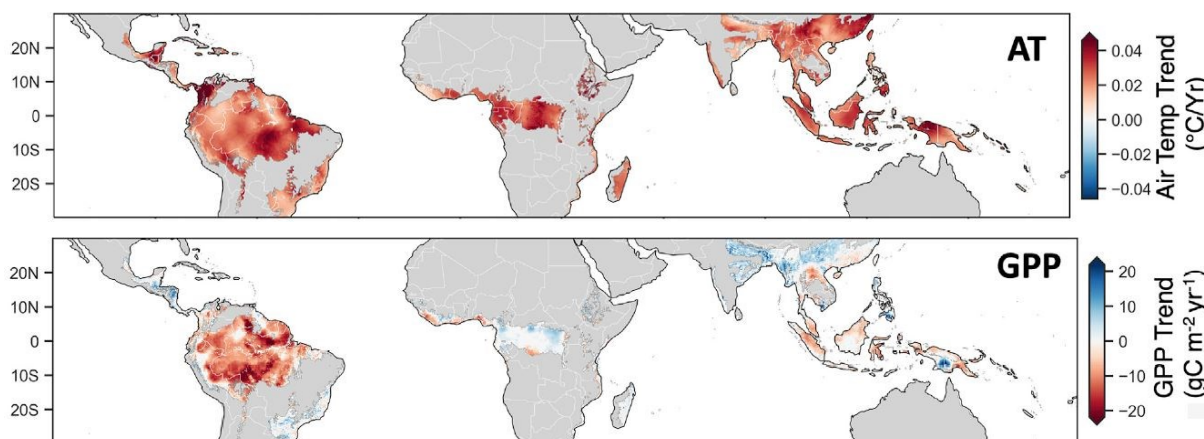 20N
10N
0
10S
20S
AT
0.04
0.02
0.00
−0.02
−0.04
Air Temp Trend
(°C/Yr)
20N
10N
0
10S
20S
GPP
20
10
0
−10
−20
GPP Trend
(gC m⁻² yr⁻¹)